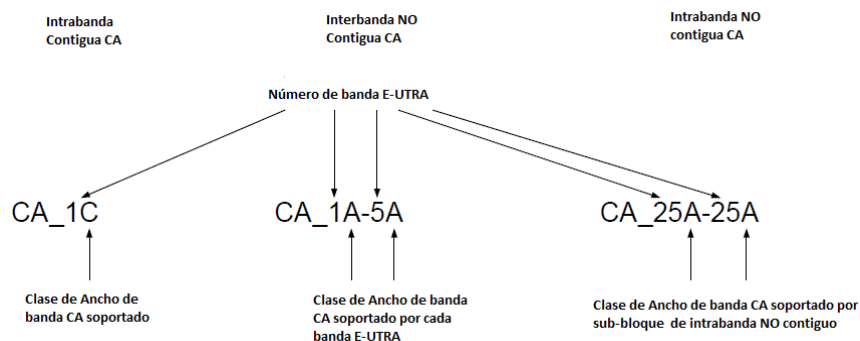 Intrabanda
Contigua CA
Interbanda NO
Contigua CA
Intrabanda NO
contigua CA
Número de banda E-UTRA
CA_1C
CA_1A-5A
CA_25A-25A
Clase de Ancho de
banda CA soportado
Clase de Ancho de banda
CA soportado por cada
banda E-UTRA
Clase de Ancho de banda CA soportado por
sub-bloque de intrabanda NO contiguo